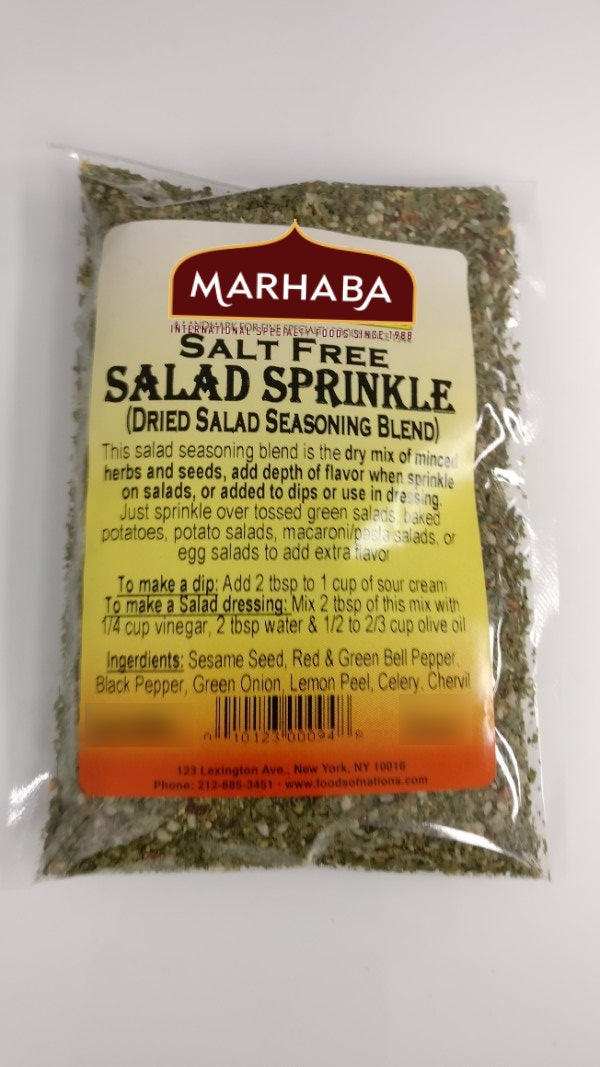 MARHABA
INTERNATIONAL SPECIALTY FOODS SINCE 1988
SALT FREE
SALAD SPRINKLE
(DRIED SALAD SEASONING BLEND)
This salad seasoning blend is the dry mix of minced
herbs and seeds, add depth of flavor when sprinkle
on salads, or added to dips or use in dressing.
Just sprinkle over tossed green salads, baked
potatoes, potato salads, macaroni/pasta salads, or
egg salads to add extra flavor
To make a dip: Add 2 tbsp to 1 cup of sour cream
To make a Salad dressing: Mix 2 tbsp of this mix with
1/4 cup vinegar, 2 tbsp water & 1/2 to 2/3 cup olive oil
Ingerdients: Sesame Seed, Red & Green Bell Pepper,
Black Pepper, Green Onion, Lemon Peel, Celery, Chervil
10123 00094
123 Lexington Ave., New York, NY 10016
Phone: 212-685-3451 · www.foodsofnations.com